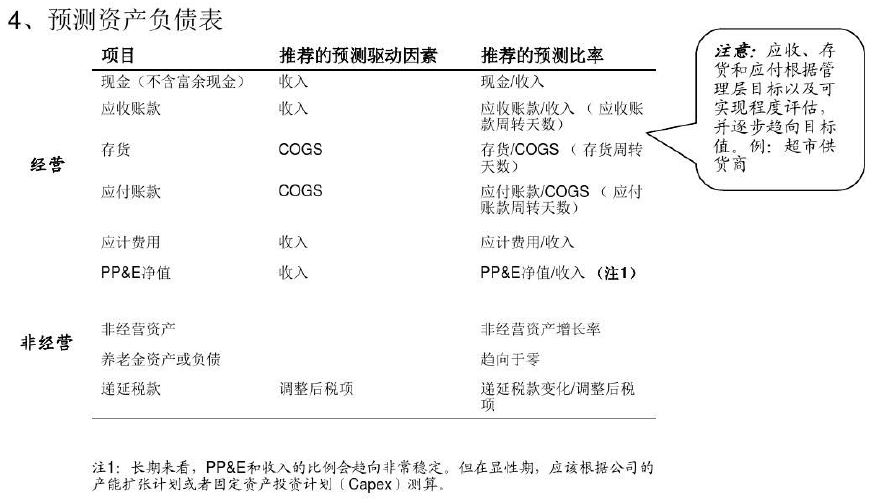 4、预测资产负债表
项目 推荐的预测驱动因素 推荐的预测比率
现金（不含富余现金） 收入 现金/收入
应收账款 收入 应收账款/收入（应收账
款周转天数）
经营
存货 COGS 存货/COGS（存货周转
天数）
应付账款 COGS 应付账款/COGS（应付
账款周转天数）
应计费用 收入 应计费用/收入
PP&E净值 收入 PP&E净值/收入（注1）
非经营
非经营资产 非经营资产增长率
养老金资产或负债 趋向于零
递延税款 调整后税项 递延税款变化/调整后税
项
注意：应收、存
货和应付根据管
理层目标以及可
实现程度评估，
并逐步趋向目标
值。例：超市供
货商
注1：长期来看，PP&E和收入的比例会趋向非常稳定。但在显性期，应该根据公司的
产能扩张计划或者固定资产投资计划（Capex）测算。